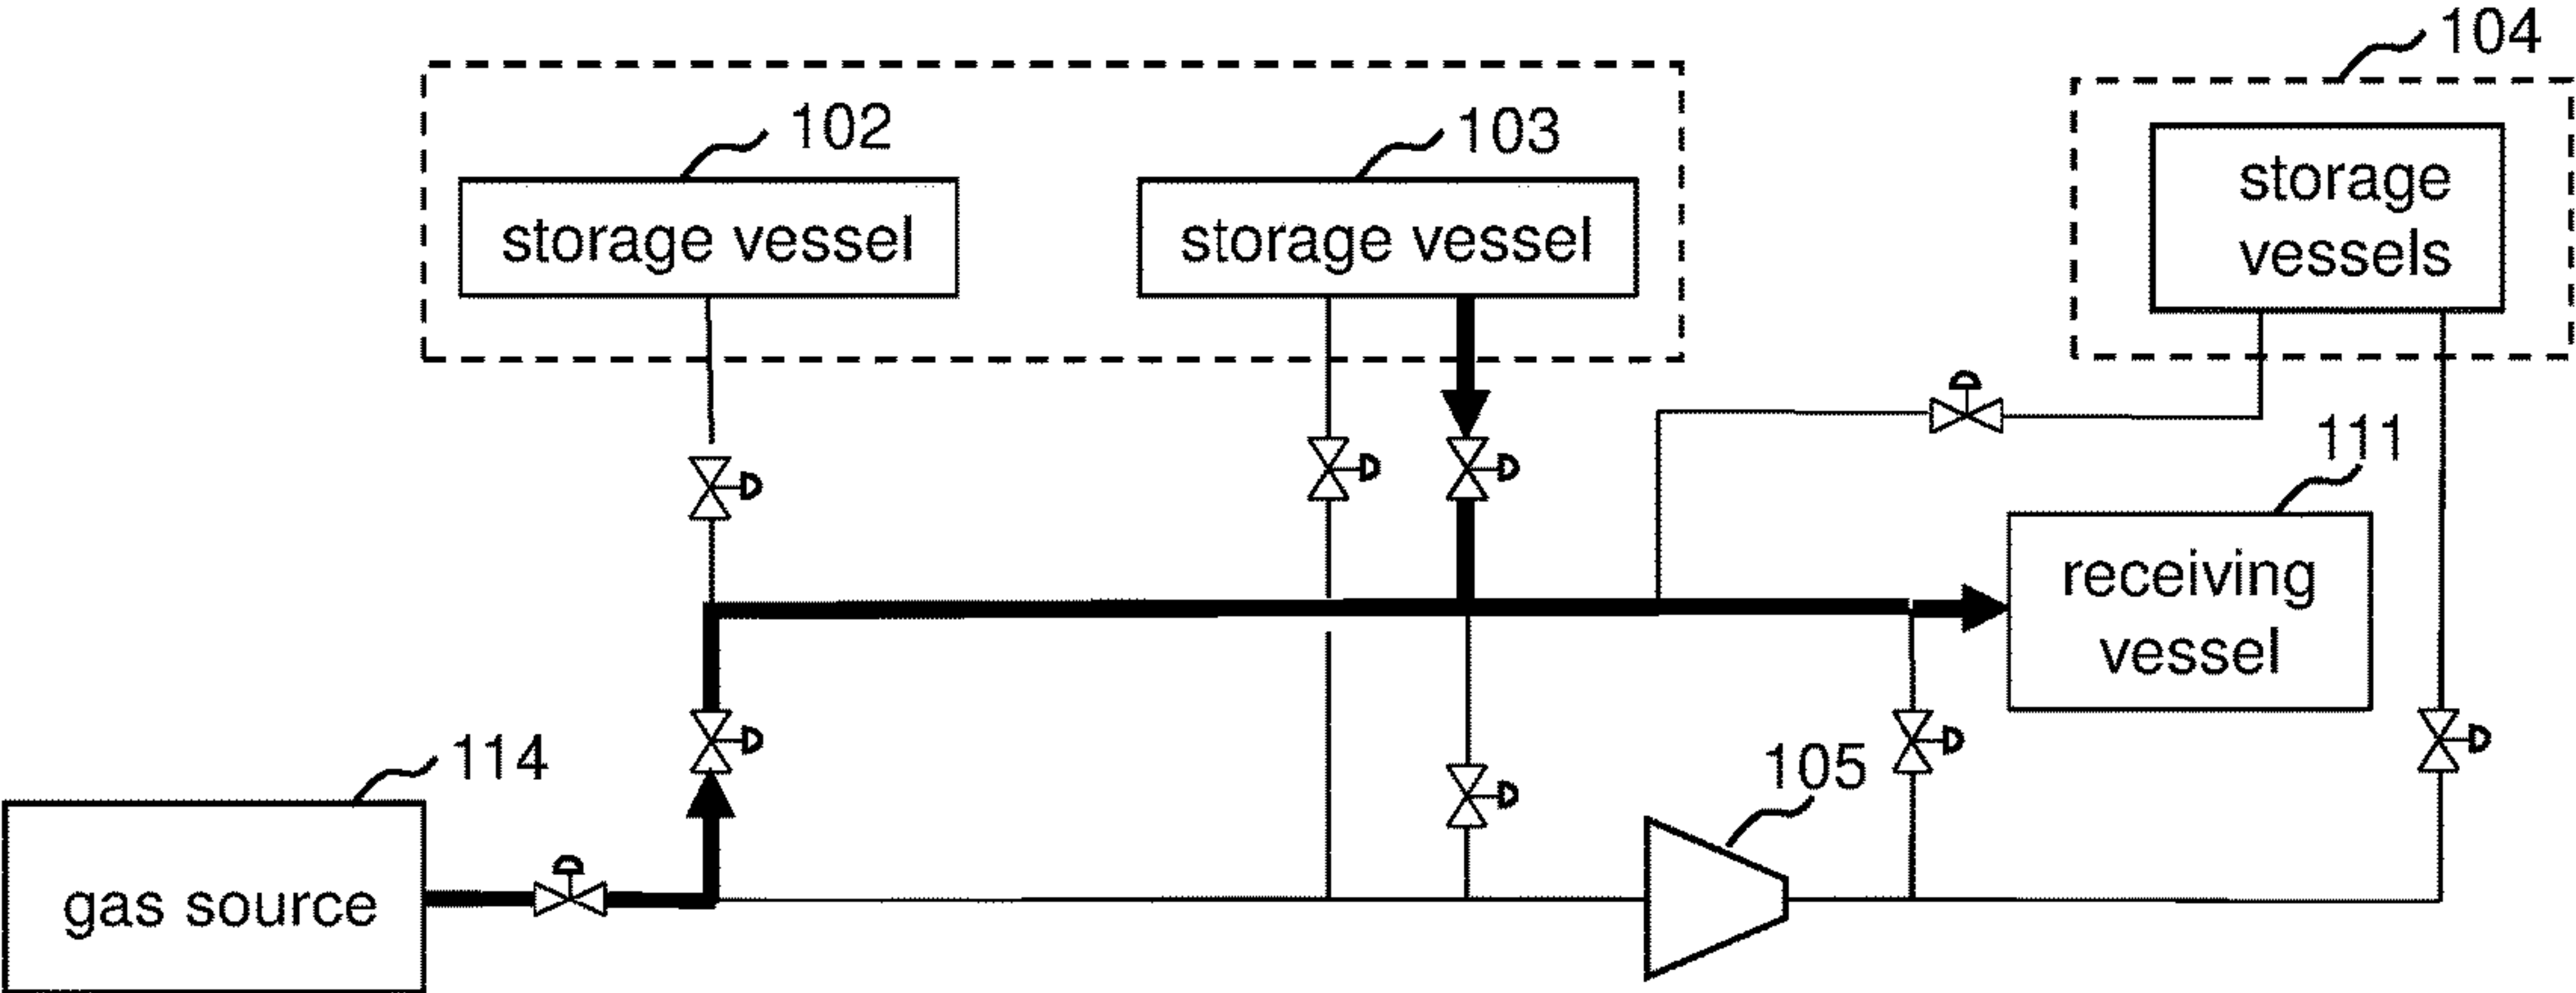 104
102
103
storage vessel
storage vessel
storage
vessels
111
receiving
vessel
114
105
gas source